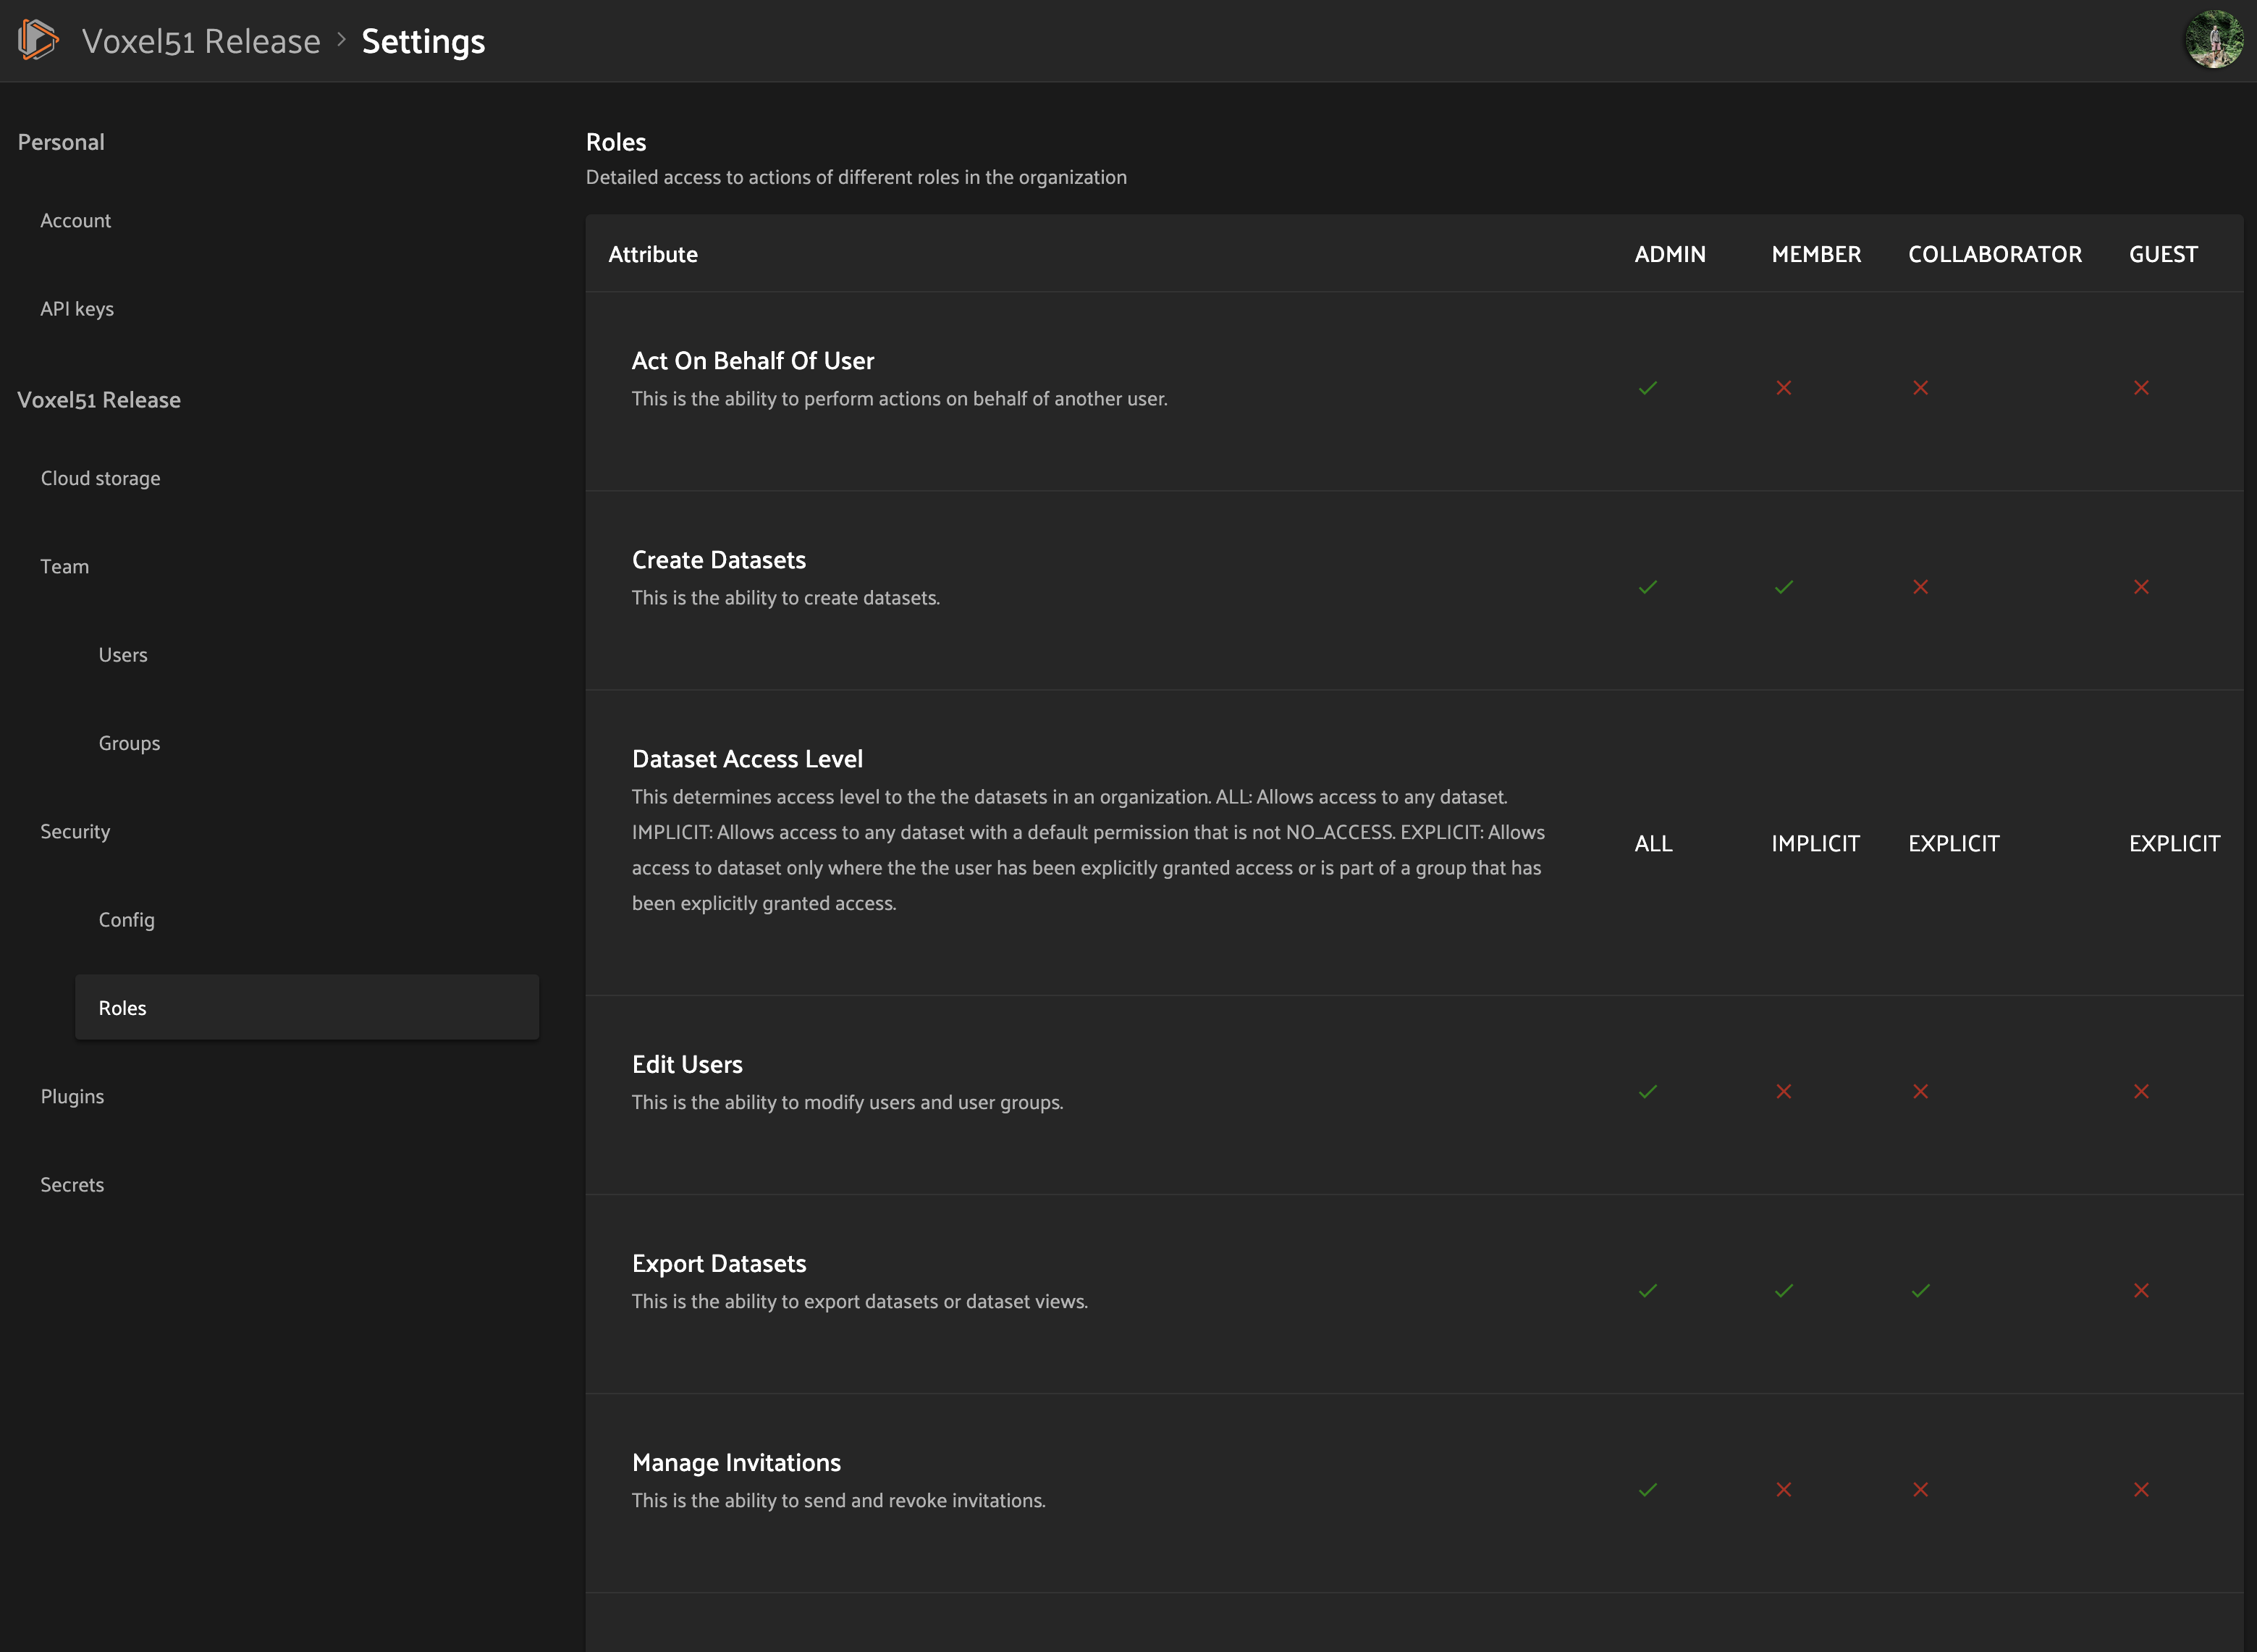 Voxel51 Release > Settings
Personal
Account
API keys
Voxel51 Release
Cloud storage
Team
Users
Groups
Security
Config
Roles
Plugins
Secrets
Roles
Detailed access to actions of different roles in the organization
Attribute ADMIN MEMBER COLLABORATOR GUEST
Act On Behalf Of User
This is the ability to perform actions on behalf of another user.
Create Datasets
This is the ability to create datasets.
Dataset Access Level
This determines access level to the the datasets in an organization. ALL: Allows access to any dataset.
IMPLICIT: Allows access to any dataset with a default permission that is not NO_ACCESS. EXPLICIT: Allows
access to dataset only where the the user has been explicitly granted access or is part of a group that has
been explicitly granted access.
ALL IMPLICIT EXPLICIT EXPLICIT
Edit Users
This is the ability to modify users and user groups.
Export Datasets
This is the ability to export datasets or dataset views.
Manage Invitations
This is the ability to send and revoke invitations.